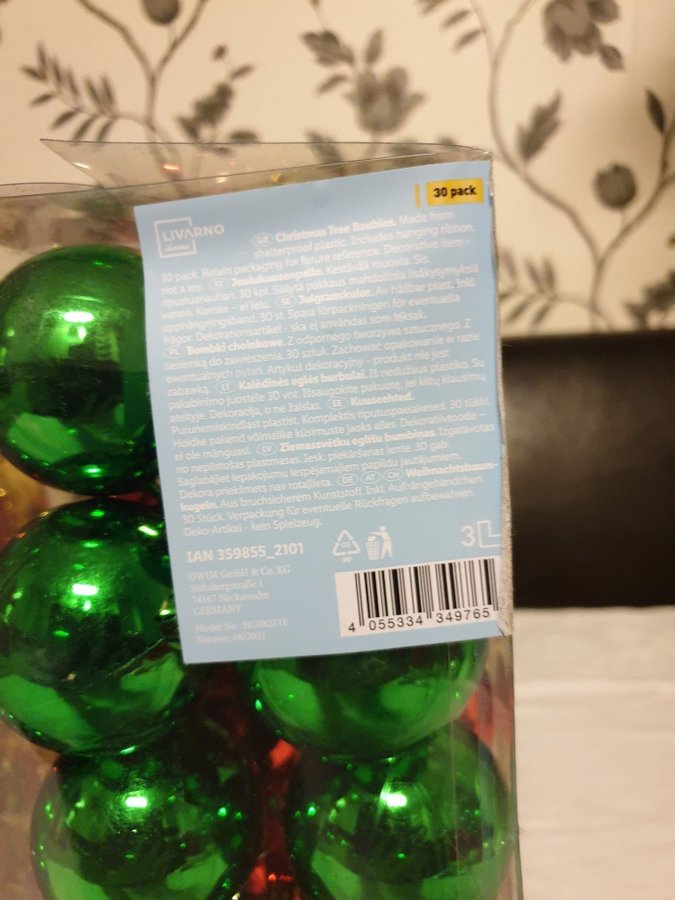 30 pack
LIVARNO
home
GB Christmas Tree Baubles. Made from
shatterproof plastic. Includes hanging ribbon.
30 pack. Retain packaging for future reference. Decorative item -
not a toy. FI Joulukuusenpallo. Kestävää muovia. Sis.
ripustusnauhan. 30 kpl. Säilytä pakkaus mahdollisia lisäkysymyksiä
varten. Koriste - ei lelu. SE Julgranskulor. Av hållbar plast. Inkl.
upphängningsband. 30 st. Spara förpackningen för eventuella
frågor. Dekorationsartikel - ska ej användas som leksak.
PL Bombki choinkowe. Z odpornego tworzywa sztucznego. Z
tasiemką do zawieszenia. 30 sztuk. Zachować opakowanie w razie
ewentualnych pytań. Artykuł dekoracyjny - produkt nie jest
zabawką. LT Kalėdinės eglės burbulai. Iš nedužaus plastiko. Su
pakabinimo juostele 30 vnt. Išsaugokite pakuotę, jei kiltų klausimų
ateityje. Dekoracija, o ne žaislas. EE Kuuseehted.
Purunemiskindlast plastist. Komplektis riputuspaelakesed. 30 tükki.
Hoidke pakend võimalike küsimuste jaoks alles. Dekoratiivtoode –
ei ole mänguasi. LV Ziemassvētku eglīšu bumbiņas. Izgatavotas
no neplīstošas plastmasas. Iesk. piekāršanas lente. 30 gab.
Saglabājiet iepakojumu iespējamajiem papildu jautājumiem.
Dekora priekšmets nav rotaļlieta. DE AT CH Weihnachtsbaum-
kugeln. Aus bruchsicherem Kunststoff. Inkl. Aufhängebändchen.
30 Stück. Verpackung für eventuelle Rückfragen aufbewahren.
Deko-Artikel - kein Spielzeug.
IAN 359855_2101
OWIM GmbH & Co. KG
Stiftsbergstraße 1
74167 Neckarsulm
GERMANY
Model No.: HG08221E
Version: 08/2021
05
PP
3L
4 055334 349765